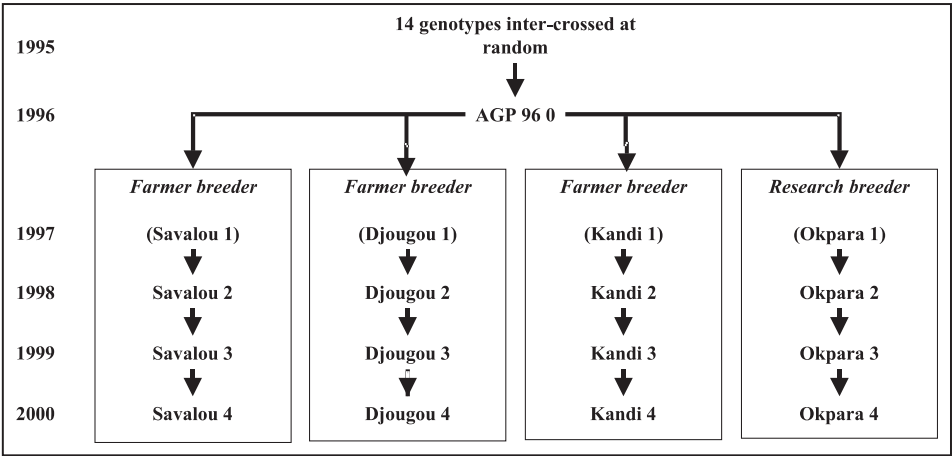 14 genotypes inter-crossed at
1995 random
1996 AGP 96 0
Farmer breeder Farmer breeder Farmer breeder Research breeder
1997 (Savalou 1) (Djougou 1) (Kandi 1) (Okpara 1)
1998 Savalou 2 Djougou 2 Kandi 2 Okpara 2
1999 Savalou 3 Djougou 3 Kandi 3 Okpara 3
2000 Savalou 4 Djougou 4 Kandi 4 Okpara 4